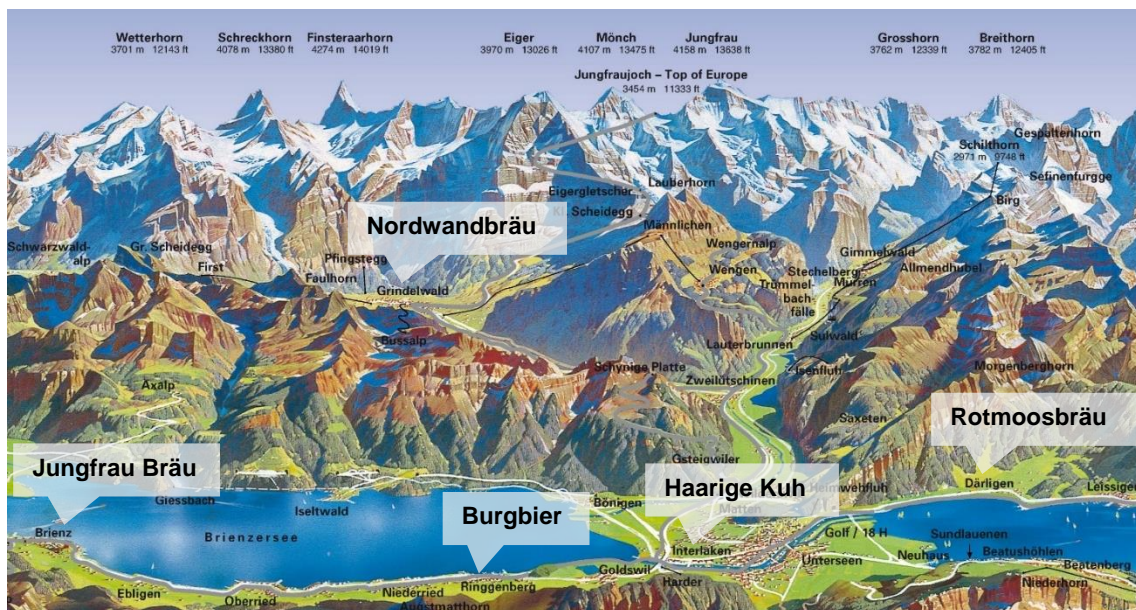 Wetterhorn
3701 m 12143 ft
Schreckhorn
4078 m 13380 ft
Finsteraarhorn
4274 m 14019 ft
Eiger
3970 m 13026 ft
Mönch
4107 m 13475 ft
Jungfrau
4158 m 13638 ft
Grosshorn
3762 m 12339 ft
Breithorn
3782 m 12405 ft
Jungfraujoch – Top of Europe
3454 m 11333 ft
Gespaltenhorn
Schilthorn
2971 m 9748 ft
Sefinenfurgge
Birg
Eigergletscher
Lauberhorn
Kl. Scheidegg
Männlichen
Nordwandbräu
Wengernalp
Wengen
Schwarzwald-
alp
Gr. Scheidegg
First
Pfingstegg
Faulhorn
Grindelwald
Bussalp
Gimmelwald
Allmendhubel
Stechelberg
Mürren
Trümmel-
bach-
fälle
Sulwald
Lauterbrunnen
Isenfluh
Schynige Platte
Zweilütschinen
Morgenberghorn
Axalp
Saxeten
Rotmoosbräu
Gsteigwiler
Jungfrau Bräu
Haarige Kuh
Heimwehfluh
Därligen
Leissigen
Giessbach
Iseltwald
Bönigen
Matten
Burgbier
Brienz
Brienzersee
Golf / 18 H
Sundlauenen
Interlaken
Unterseen
Neuhaus
Beatushöhlen
Beatenberg
Goldswil
Harder
Ringgenberg
Niederhorn
Ebligen
Oberried
Niederried
Augstmatthorn